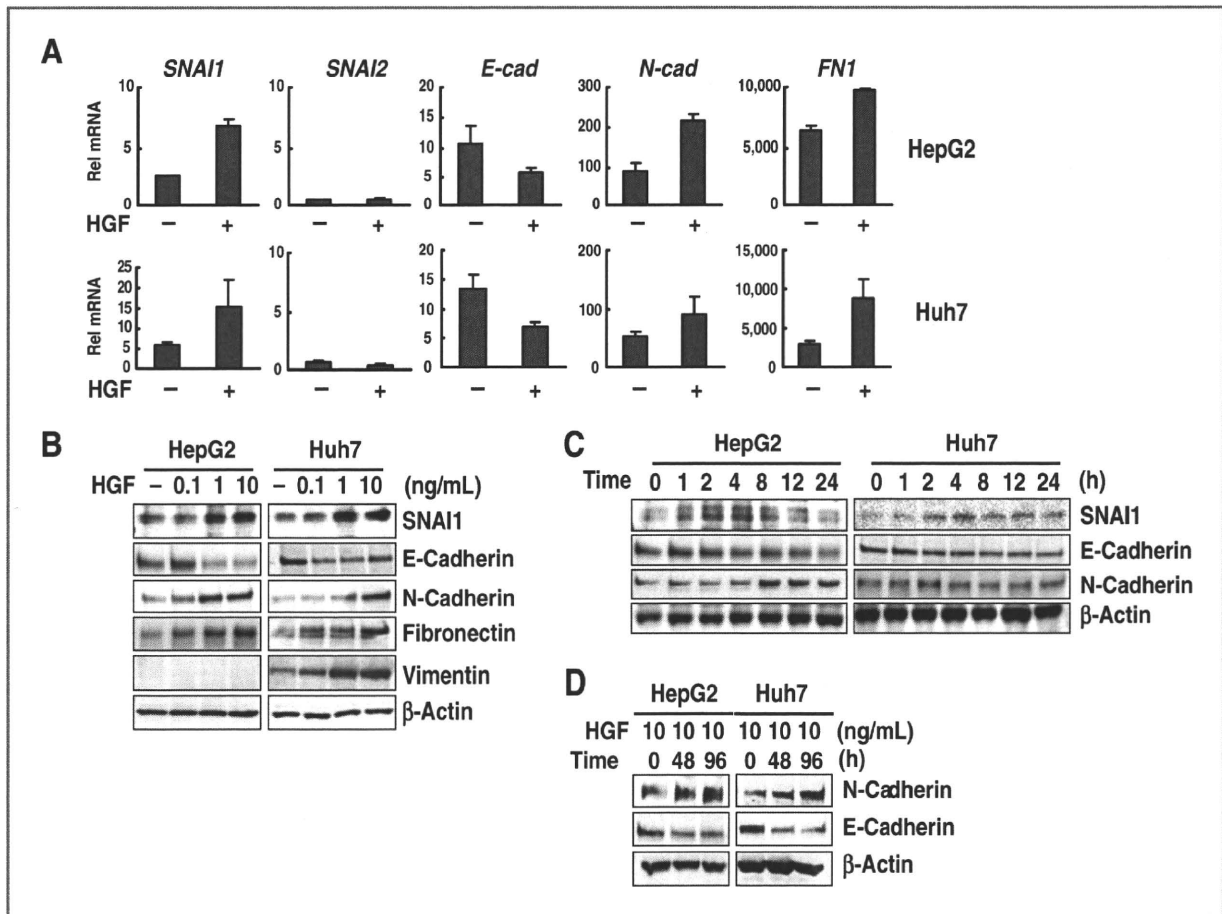 A
SNAI1 SNAI2 E-cad N-cad FN1
Rel mRNA
10
5
0
10
5
0
20
15
10
5
0
300
200
100
0
10,000
5,000
0
HepG2
HGF − + − + − + − + − +
Rel mRNA
25
20
15
10
5
0
10
5
0
20
15
10
5
0
200
100
0
15,000
10,000
5,000
0
Huh7
HGF − + − + − + − + − +
B
HepG2 Huh7
HGF − 0.1 1 10 − 0.1 1 10 (ng/mL)
SNAI1
E-Cadherin
N-Cadherin
Fibronectin
Vimentin
β-Actin
C
HepG2 Huh7
Time 0 1 2 4 8 12 24 0 1 2 4 8 12 24 (h)
SNAI1
E-Cadherin
N-Cadherin
β-Actin
D
HepG2 Huh7
HGF 10 10 10 10 10 10 (ng/mL)
Time 0 48 96 0 48 96 (h)
N-Cadherin
E-Cadherin
β-Actin